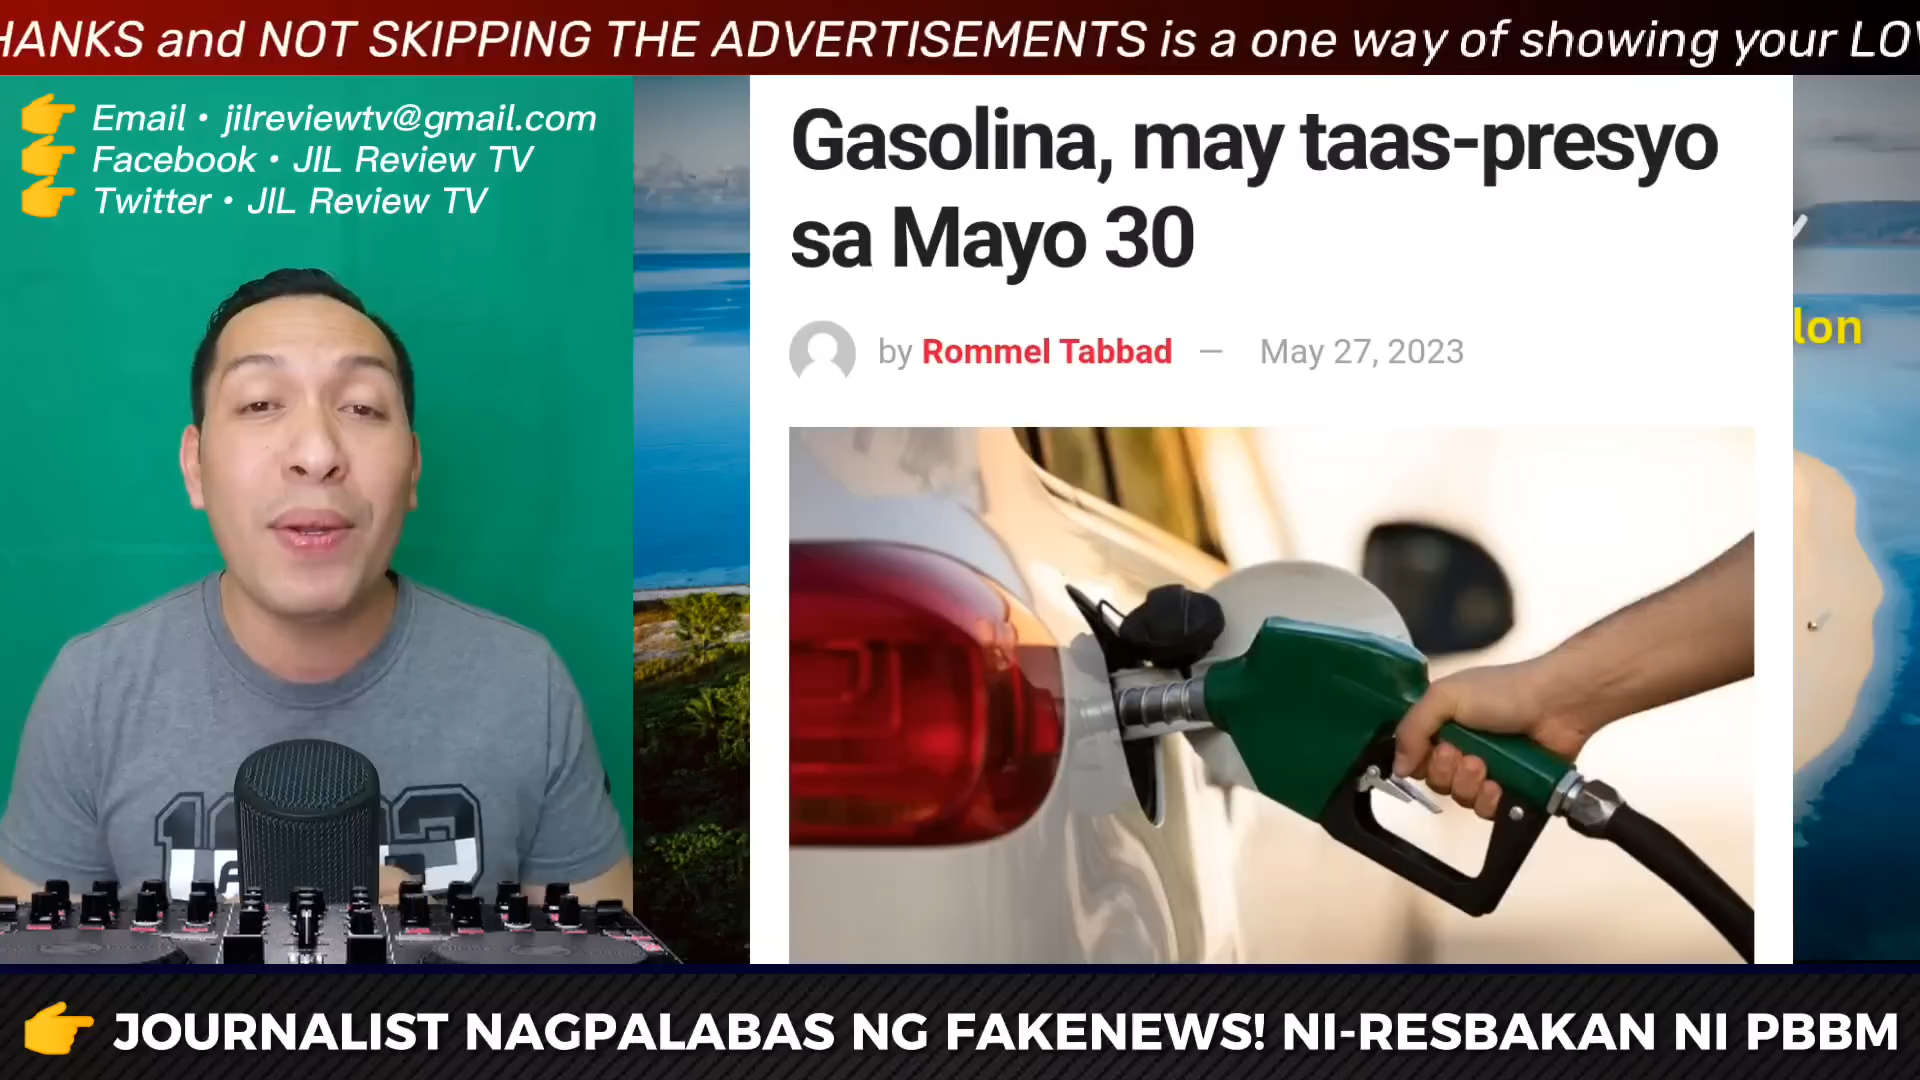 HANKS and NOT SKIPPING THE ADVERTISEMENTS is a one way of showing your LOV
Email • jilreviewtv@gmail.com
Facebook • JIL Review TV
Twitter • JIL Review TV
Gasolina, may taas-presyo
sa Mayo 30
by Rommel Tabbad — May 27, 2023
lon
JOURNALIST NAGPALABAS NG FAKENEWS! NI-RESBAKAN NI PBBM